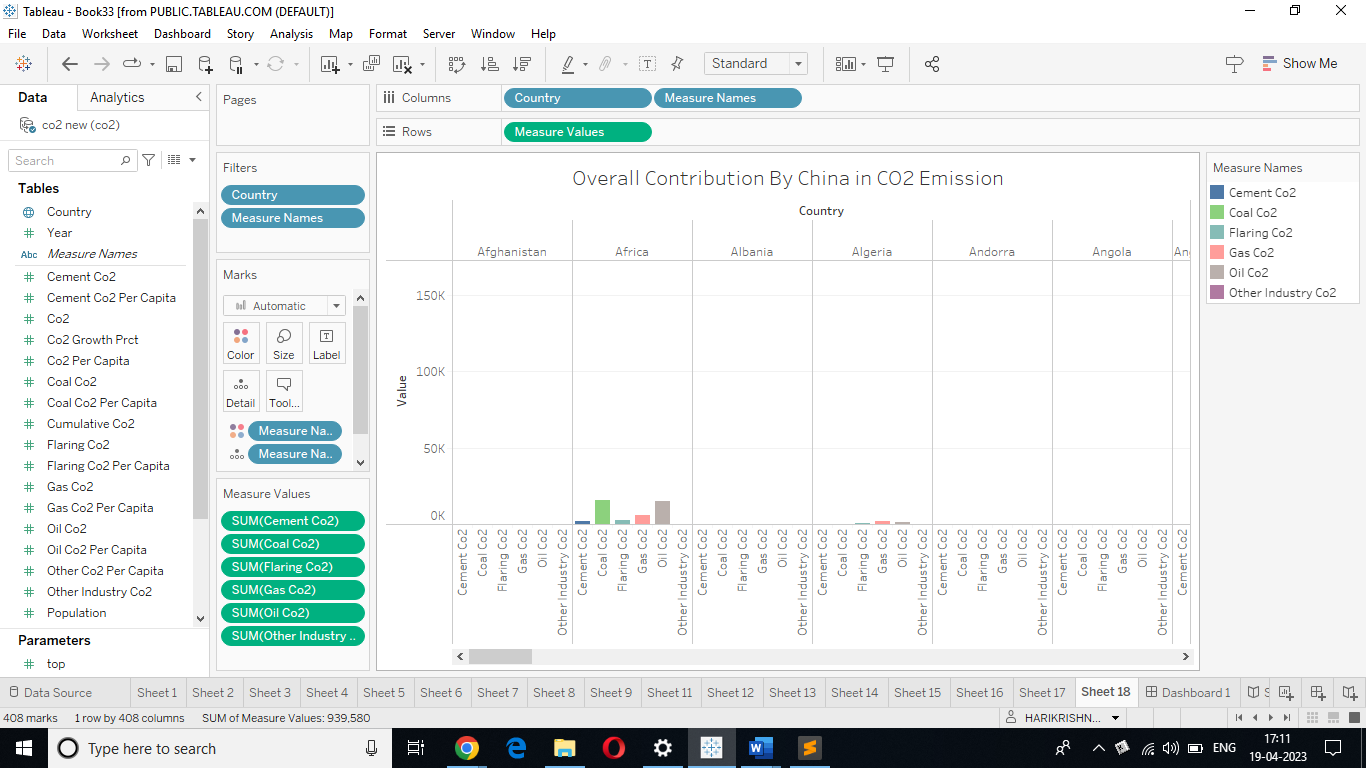 Tableau - Book33 [from PUBLIC.TABLEAU.COM (DEFAULT)]
File Data Worksheet Dashboard Story Analysis Map Format Server Window Help
Standard
Show Me
Data Analytics
co2 new (co2)
Search
Tables
Country
Year
Abc Measure Names
Cement Co2
Cement Co2 Per Capita
Co2
Co2 Growth Prct
Co2 Per Capita
Coal Co2
Coal Co2 Per Capita
Cumulative Co2
Flaring Co2
Flaring Co2 Per Capita
Gas Co2
Gas Co2 Per Capita
Oil Co2
Oil Co2 Per Capita
Other Co2 Per Capita
Other Industry Co2
Population
Parameters
top
Pages
Filters
Country
Measure Names
Marks
Automatic
Color Size Label
Detail Tool...
Measure Na..
Measure Na..
Measure Values
SUM(Cement Co2)
SUM(Coal Co2)
SUM(Flaring Co2)
SUM(Gas Co2)
SUM(Oil Co2)
SUM(Other Industry ..
Columns Country Measure Names
Rows Measure Values
Overall Contribution By China in CO2 Emission
Country
Afghanistan Africa Albania Algeria Andorra Angola An
150K
100K
50K
0K
Value
Cement Co2 Coal Co2 Flaring Co2 Gas Co2 Oil Co2 Other Industry Co2 Cement Co2 Coal Co2 Flaring Co2 Gas Co2 Oil Co2 Other Industry Co2 Cement Co2 Coal Co2 Flaring Co2 Gas Co2 Oil Co2 Other Industry Co2 Cement Co2 Coal Co2 Flaring Co2 Gas Co2 Oil Co2 Other Industry Co2 Cement Co2 Coal Co2 Flaring Co2 Gas Co2 Oil Co2 Other Industry Co2 Cement Co2 Coal Co2 Flaring Co2 Gas Co2 Oil Co2 Other Industry Co2 Cement Co2
Measure Names
Cement Co2
Coal Co2
Flaring Co2
Gas Co2
Oil Co2
Other Industry Co2
Data Source Sheet 1 Sheet 2 Sheet 3 Sheet 4 Sheet 5 Sheet 6 Sheet 7 Sheet 8 Sheet 9 Sheet 11 Sheet 12 Sheet 13 Sheet 14 Sheet 15 Sheet 16 Sheet 17 Sheet 18 Dashboard 1 S
408 marks 1 row by 408 columns SUM of Measure Values: 939,580 HARIKRISHN...
Type here to search
ENG
17:11
19-04-2023